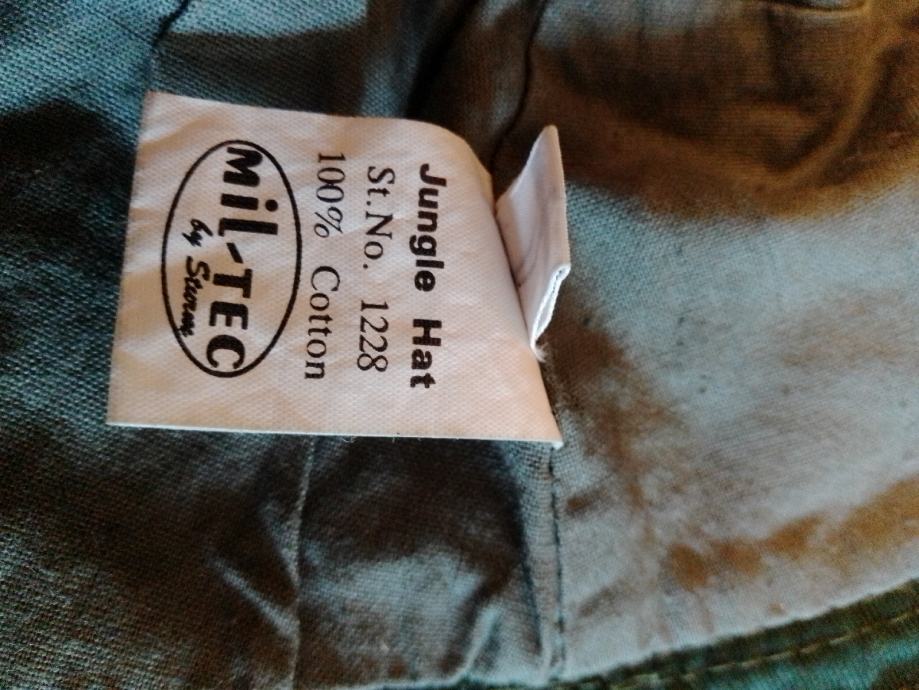 Jungle Hat
St.No. 1228
100% Cotton
Mil-TEC
by Sturm